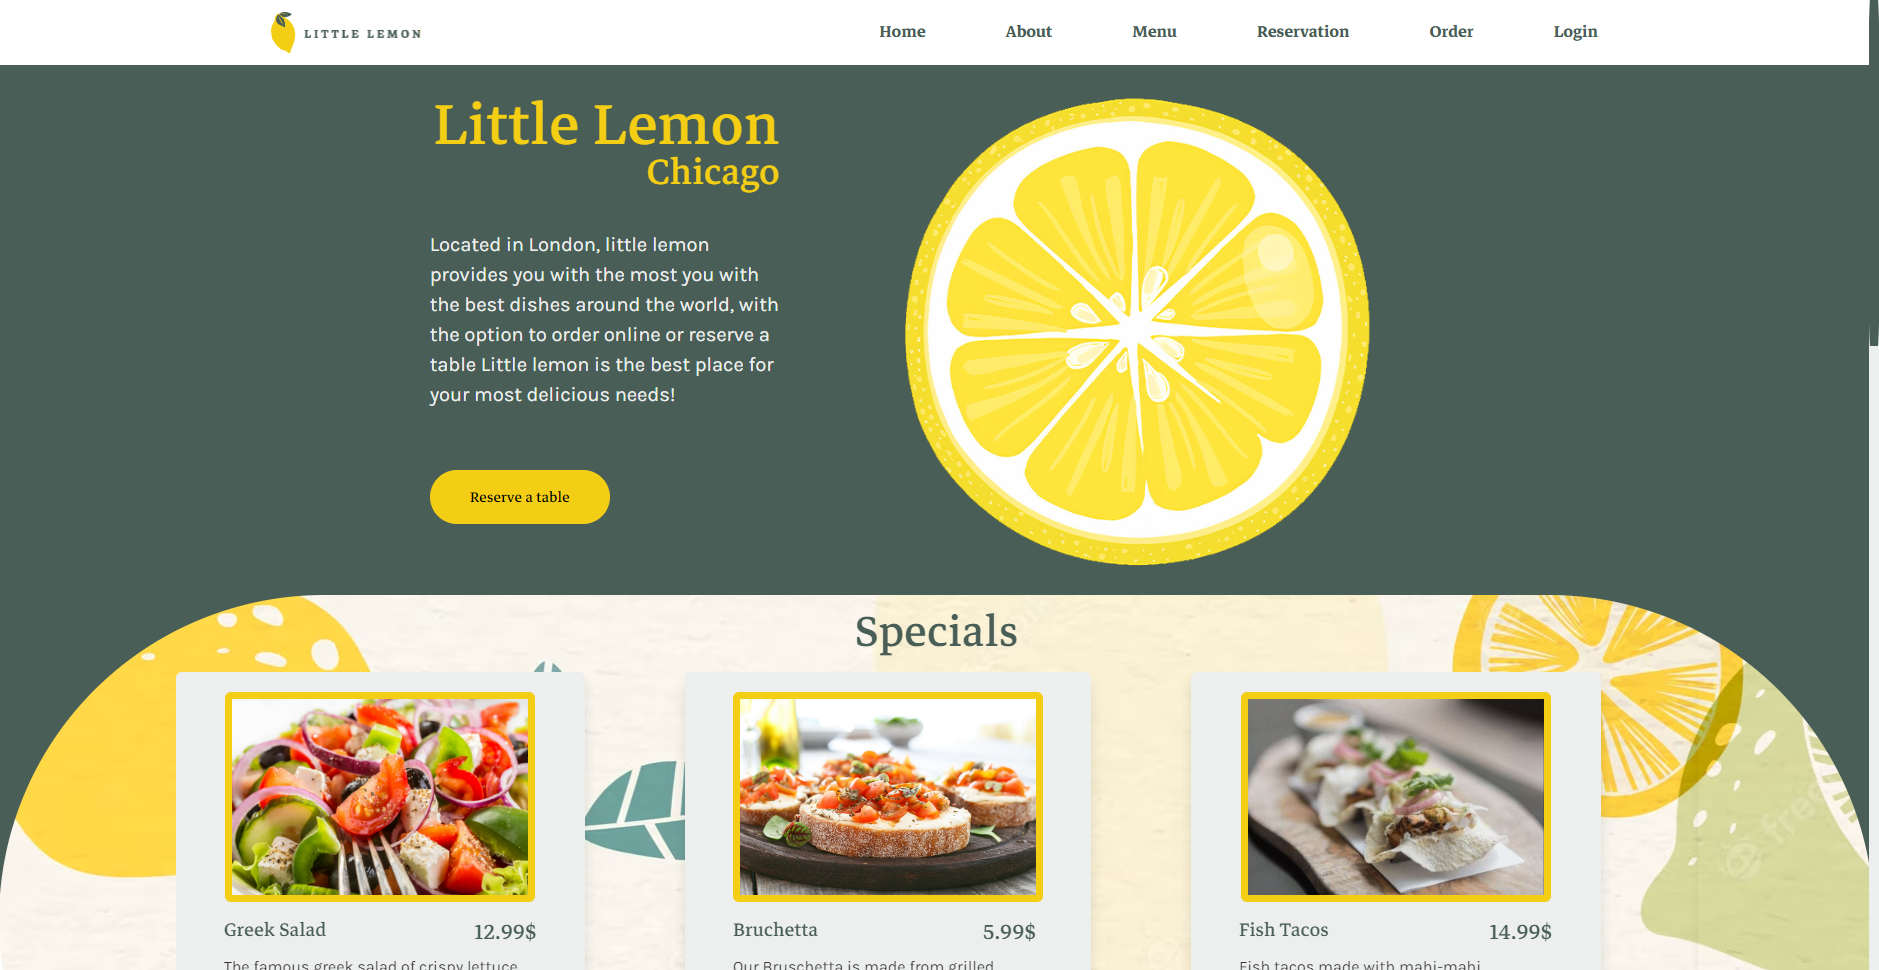 LITTLE LEMON
Home About Menu Reservation Order Login
Little Lemon
Chicago
Located in London, little lemon
provides you with the most you with
the best dishes around the world, with
the option to order online or reserve a
table Little lemon is the best place for
your most delicious needs!
Reserve a table
Specials
Greek Salad 12.99$
Bruchetta 5.99$
Fish Tacos 14.99$
The famous greek salad of crispy lettuce
Our Bruschetta is made from grilled
Fish tacos made with mahi-mahi